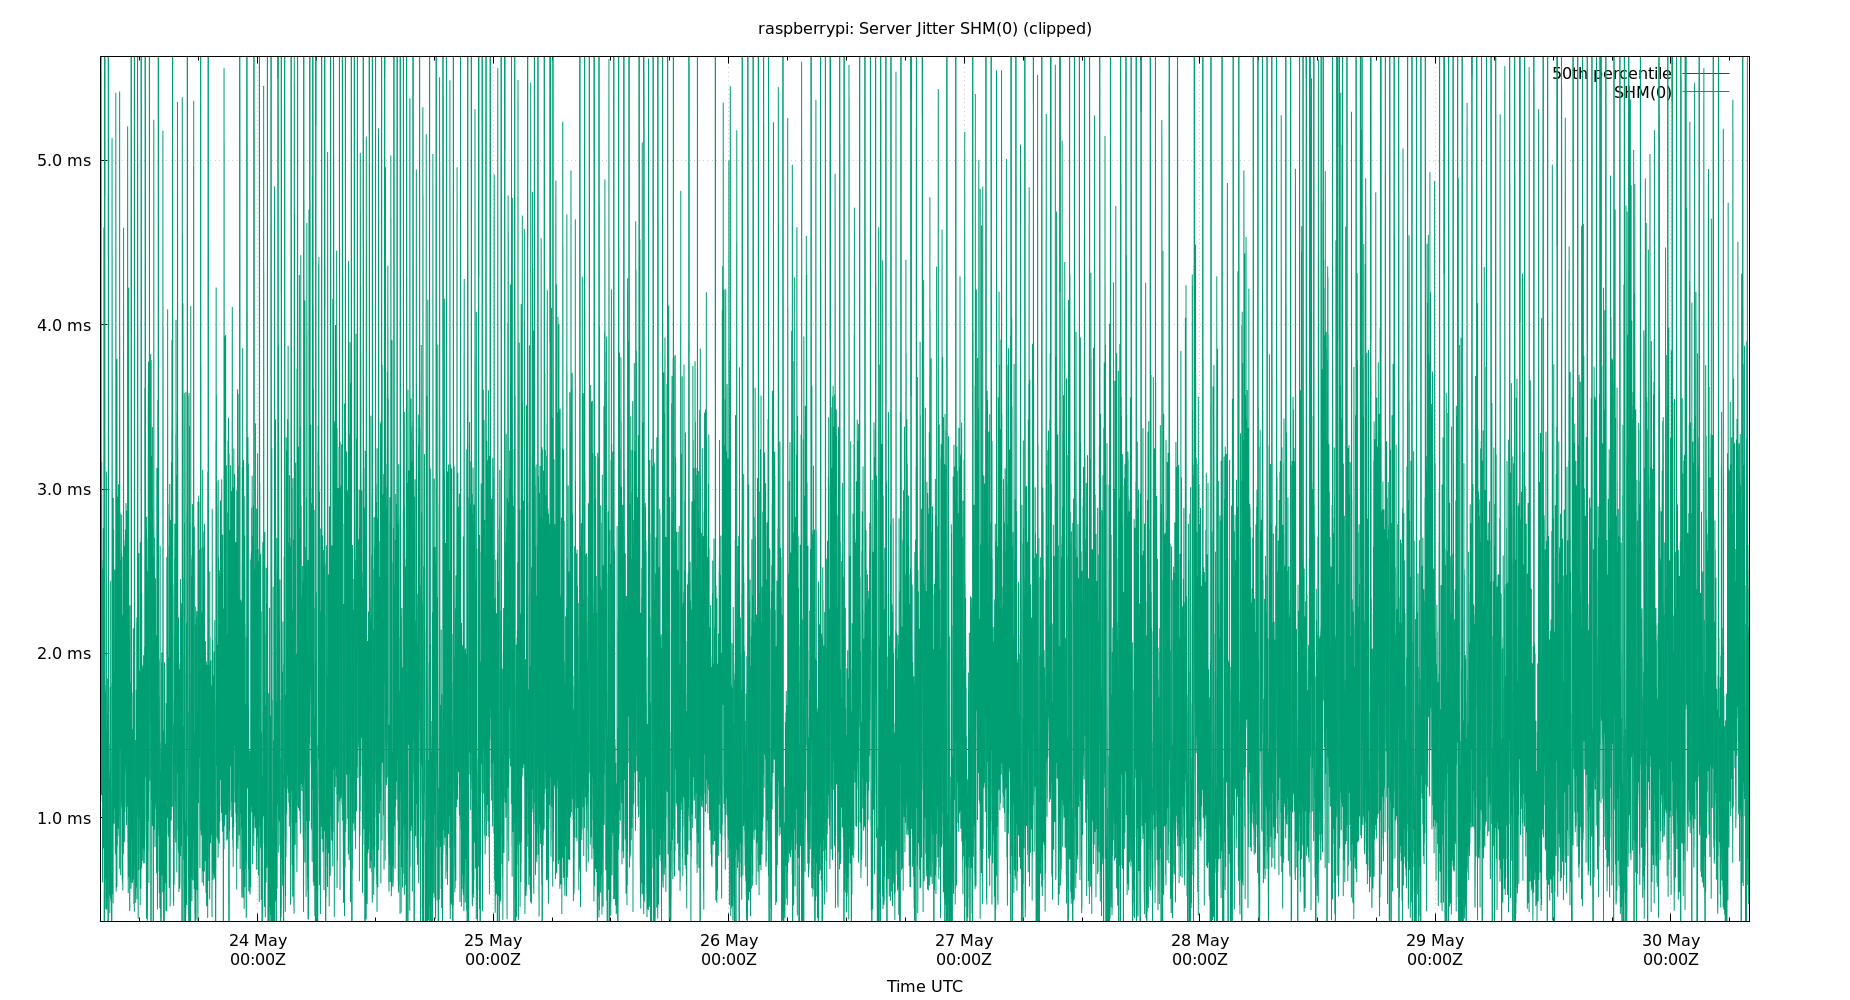 raspberrypi: Server Jitter SHM(0) (clipped)
50th percentile
SHM(0)
5.0 ms
4.0 ms
3.0 ms
2.0 ms
1.0 ms
24 May 25 May 26 May 27 May 28 May 29 May 30 May
00:00Z 00:00Z 00:00Z 00:00Z 00:00Z 00:00Z 00:00Z
Time UTC